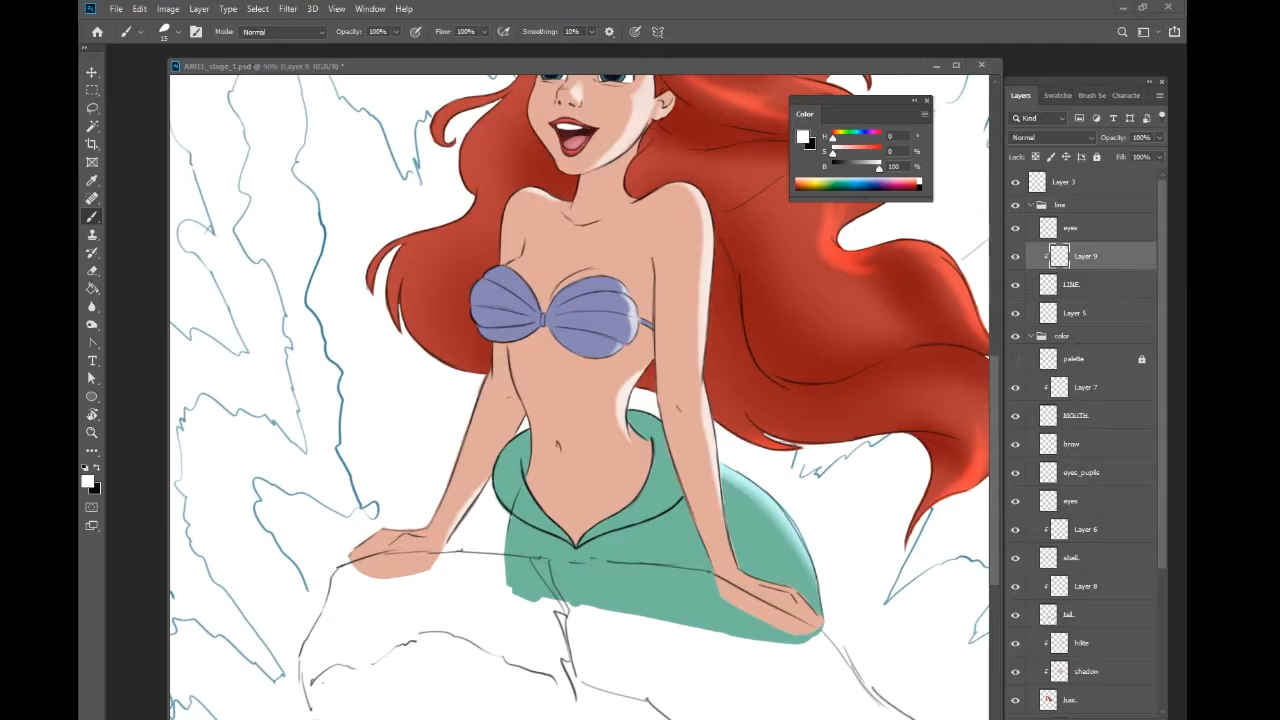 File Edit Image Layer Type Select Filter 3D View Window Help
15 Mode: Normal Opacity: 100% Flow: 100% Smoothing: 10%
ARIEL_stage_1.psd @ 50% (Layer 9, RGB/8) *
Layers Swatche Brush Se Characte
Color
H 0 °
S 0 %
B 100 %
Kind
Normal Opacity: 100%
Lock: Fill: 100%
Layer 3
line
eyes
Layer 9
LINE
Layer 5
color
palette
Layer 7
MOUTH
brow
eyes_pupils
eyes
Layer 6
shell
Layer 8
tail
hilite
shadow
hair